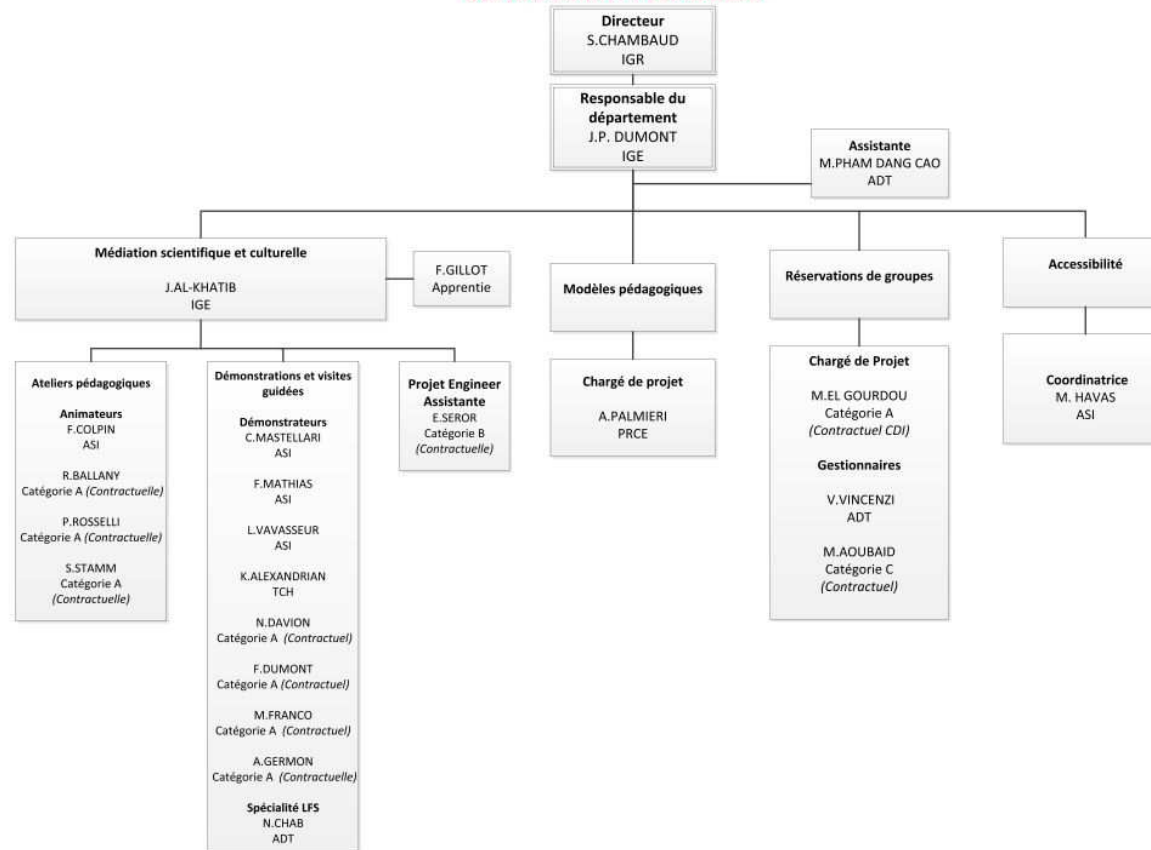 Directeur
S.CHAMBAUD
IGR
Responsable du
département
J.P. DUMONT
IGE
Assistante
M.PHAM DANG CAO
ADT
Médiation scientifique et culturelle
J.AL-KHATIB
IGE
F.GILLOT
Apprentie
Modèles pédagogiques
Réservations de groupes
Accessibilité
Ateliers pédagogiques
Animateurs
F.COLPIN
ASI
R.BALLANY
Catégorie A (Contractuelle)
P.ROSSELLI
Catégorie A (Contractuelle)
S.STAMM
Catégorie A
(Contractuelle)
Démonstrations et visites
guidées
Démonstrateurs
C.MASTELLARI
ASI
F.MATHIAS
ASI
L.VAVASSEUR
ASI
K.ALEXANDRIAN
TCH
N.DAVION
Catégorie A (Contractuel)
F.DUMONT
Catégorie A (Contractuel)
M.FRANCO
Catégorie A (Contractuel)
A.GERMON
Catégorie A (Contractuelle)
Spécialité LFS
N.CHAB
ADT
Projet Engineer
Assistante
E.SEROR
Catégorie B
(Contractuelle)
Chargé de projet
A.PALMIERI
PRCE
Chargé de Projet
M.EL GOURDOU
Catégorie A
(Contractuel CDI)
Gestionnaires
V.VINCENZI
ADT
M.AOUBAID
Catégorie C
(Contractuel)
Coordinatrice
M. HAVAS
ASI